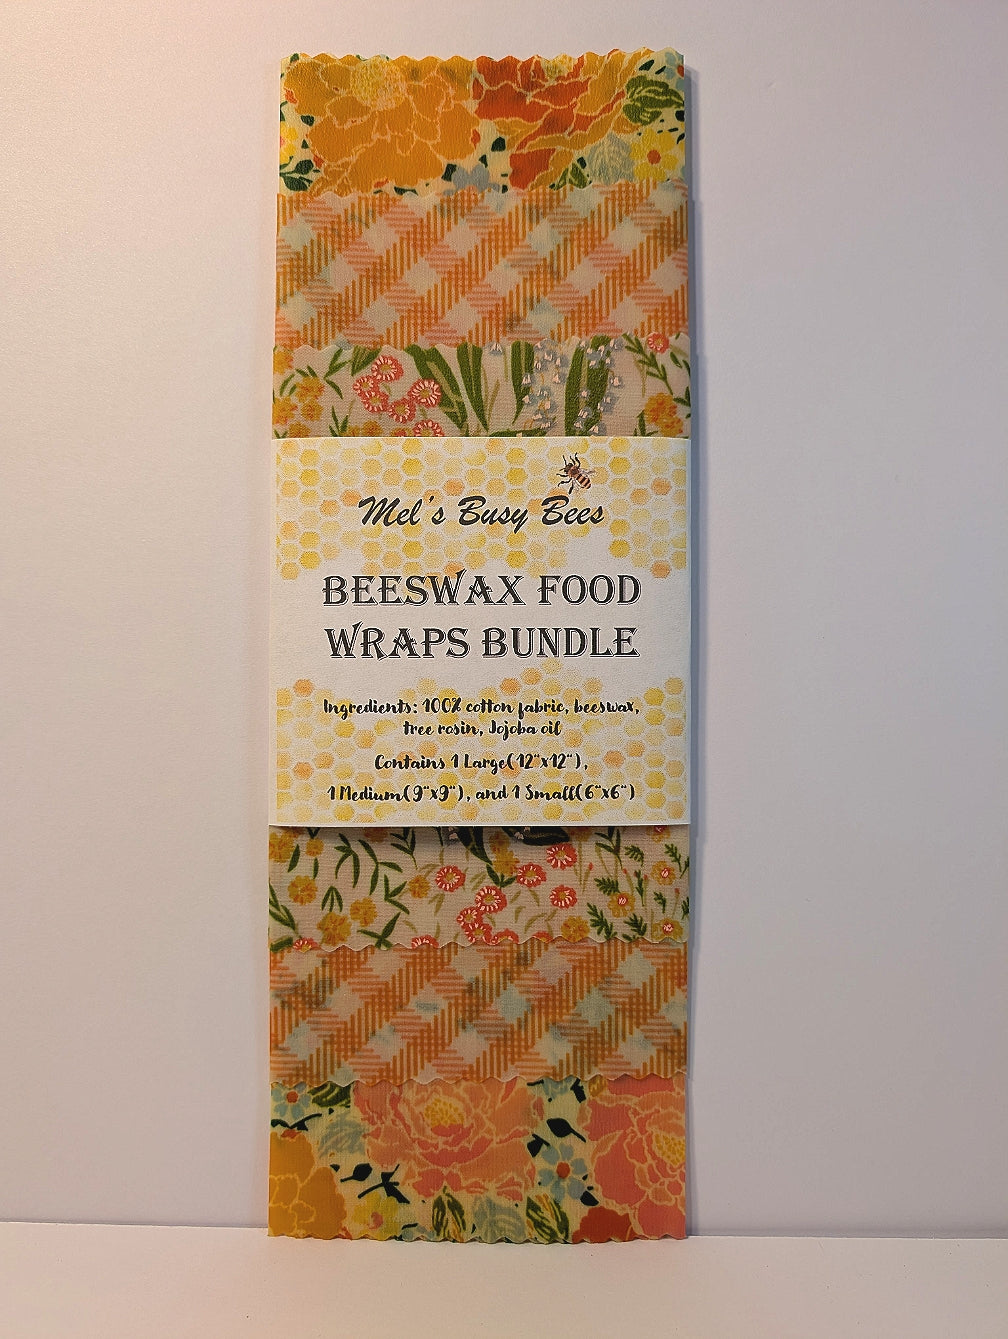 Mel's Busy Bees
BEESWAX FOOD
WRAPS BUNDLE
Ingredients: 100% cotton fabric, beeswax,
tree rosin, Jojoba oil
Contains 1 Large(12"x12"),
1 Medium(9"x9"), and 1 Small(6"x6")